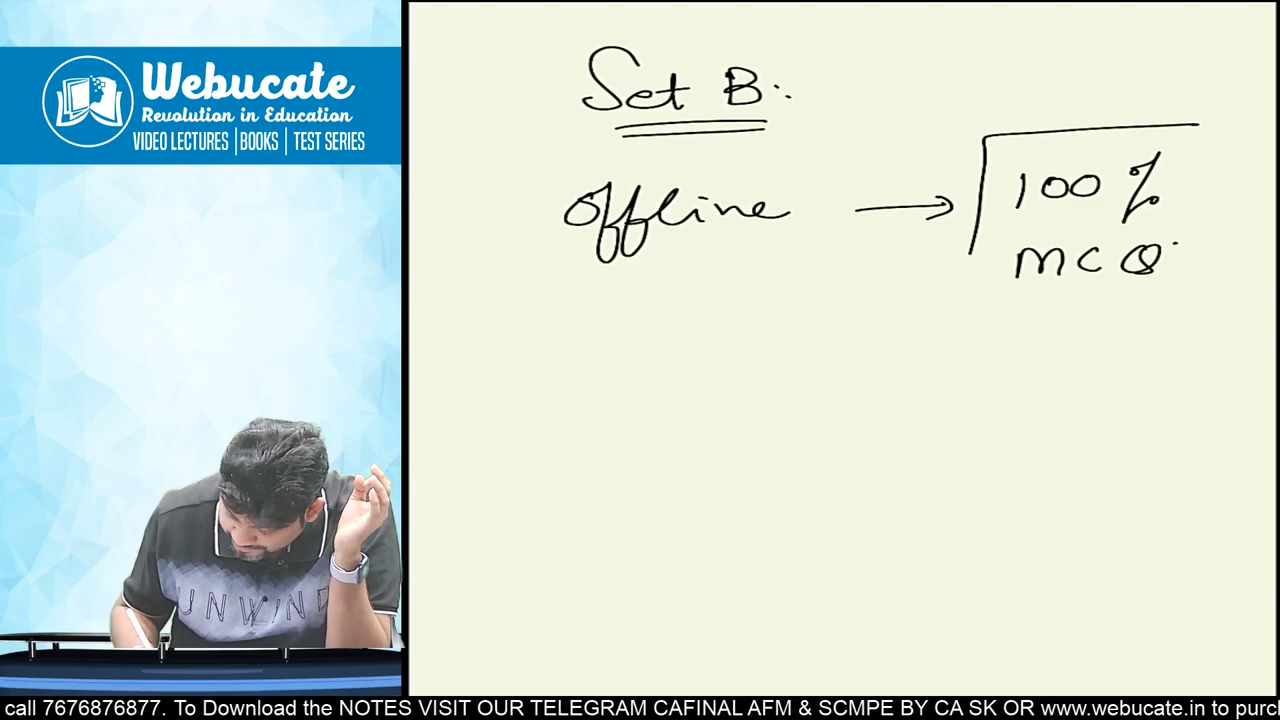 Webucate
Revolution in Education
VIDEO LECTURES | BOOKS | TEST SERIES
Set B:.
Offline → 100 %
MCQ
UNWIND
call 7676876877. To Download the NOTES VISIT OUR TELEGRAM CAFINAL AFM & SCMPE BY CA SK OR www.webucate.in to purc